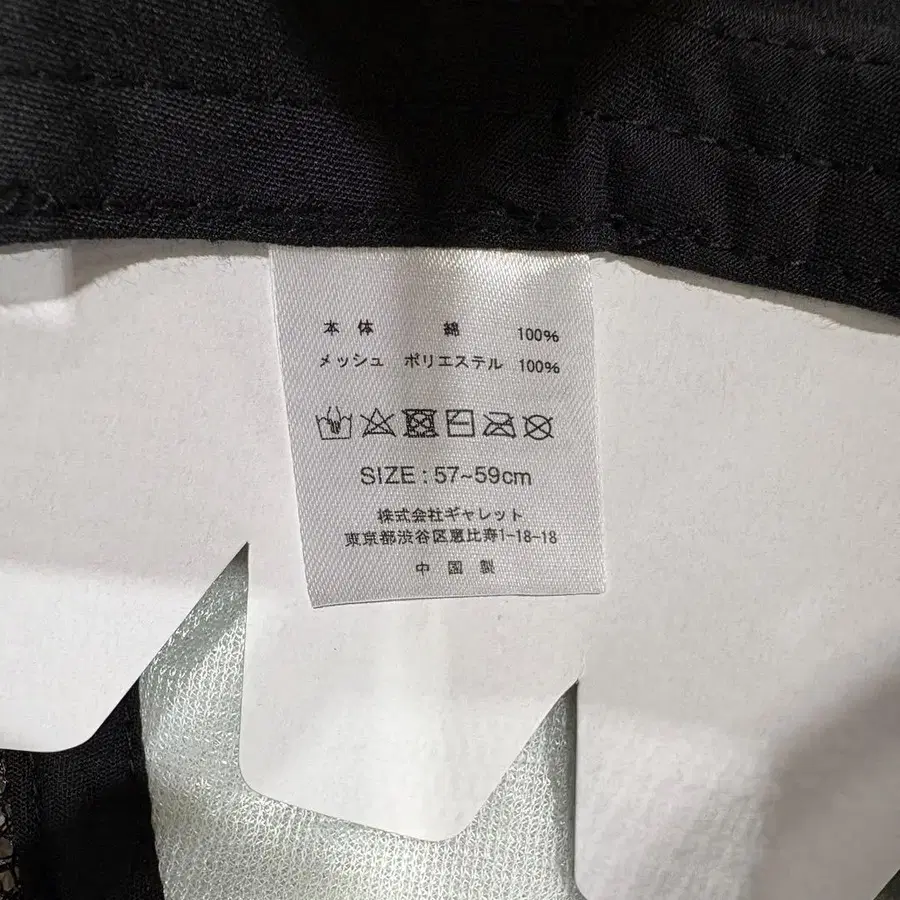 本体 綿 100%
メッシュ ポリエステル 100%
SIZE : 57~59cm
株式会社ギャレット
東京都渋谷区恵比寿1-18-18
中国製